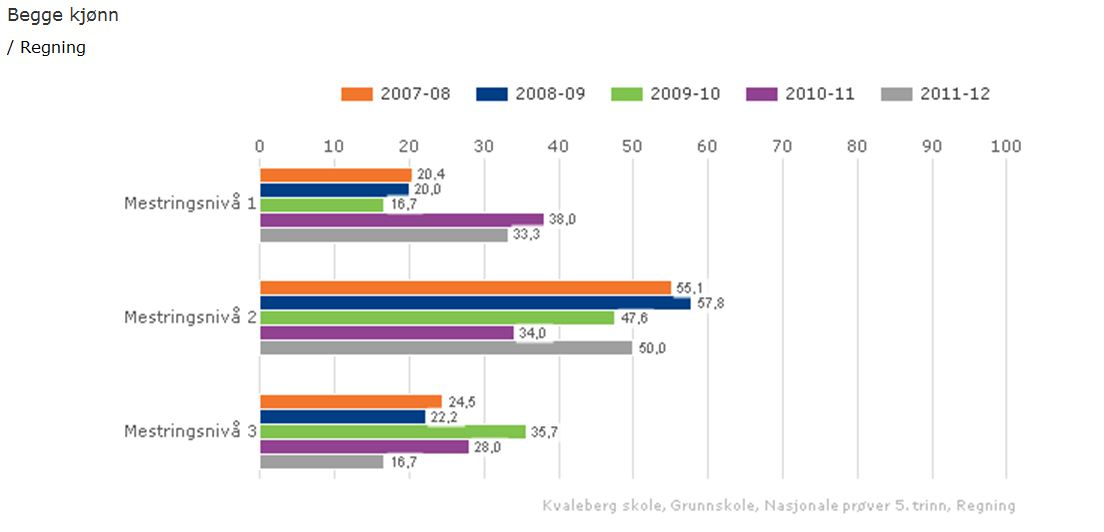 Begge kjønn
/ Regning
2007-08 2008-09 2009-10 2010-11 2011-12
0 10 20 30 40 50 60 70 80 90 100
20,4
20,0
Mestringsnivå 1
16,7
38,0
33,3
55,1
57,8
Mestringsnivå 2
47,6
34,0
50,0
24,5
22,2
Mestringsnivå 3
35,7
28,0
16,7
Kvaleberg skole, Grunnskole, Nasjonale prøver 5. trinn, Regning